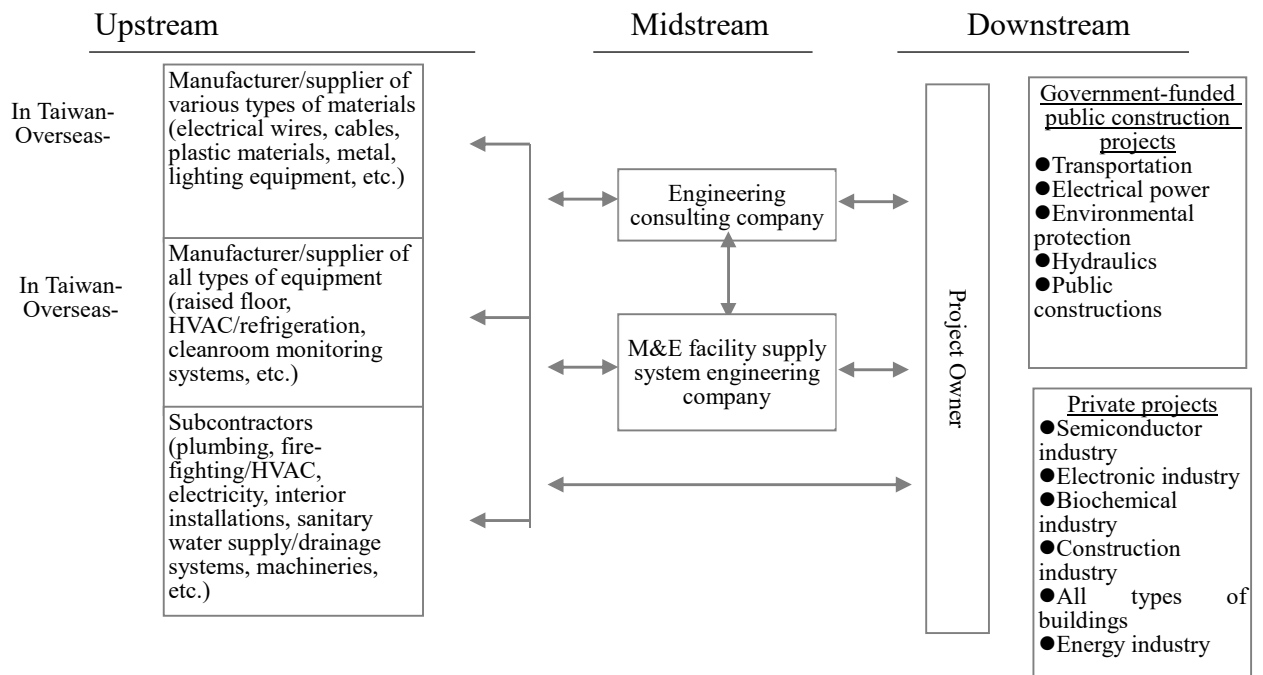 Upstream
Midstream
Downstream
In Taiwan-
Overseas-
Manufacturer/supplier of
various types of materials
(electrical wires, cables,
plastic materials, metal,
lighting equipment, etc.)
In Taiwan-
Overseas-
Manufacturer/supplier of
all types of equipment
(raised floor,
HVAC/refrigeration,
cleanroom monitoring
systems, etc.)
Subcontractors
(plumbing, fire-
fighting/HVAC,
electricity, interior
installations, sanitary
water supply/drainage
systems, machineries,
etc.)
Engineering
consulting company
M&E facility supply
system engineering
company
Project Owner
Government-funded
public construction
projects
●Transportation
●Electrical power
●Environmental
protection
●Hydraulics
●Public
constructions
Private projects
●Semiconductor
industry
●Electronic industry
●Biochemical
industry
●Construction
industry
●All types of
buildings
●Energy industry